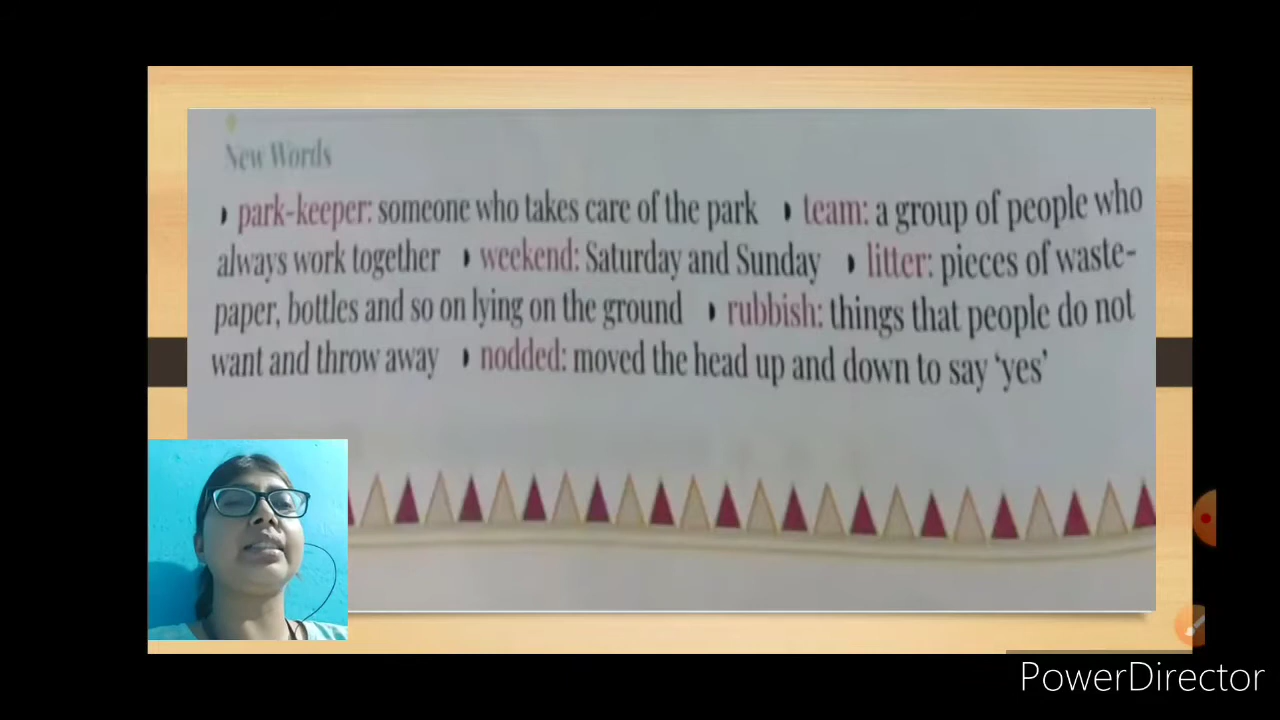 New Words
park-keeper: someone who takes care of the park team: a group of people who
always work together weekend: Saturday and Sunday litter: pieces of waste-
paper, bottles and so on lying on the ground rubbish: things that people do not
want and throw away nodded: moved the head up and down to say ‘yes’
PowerDirector